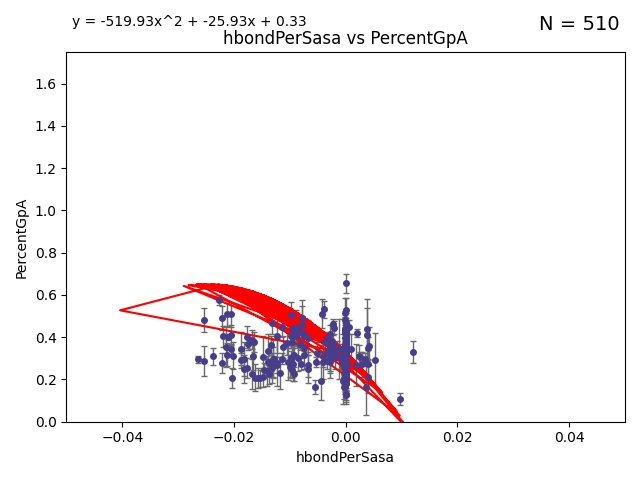 y = -519.93x^2 + -25.93x + 0.33
N = 510
hbondPerSasa vs PercentGpA
PercentGpA
1.6
1.4
1.2
1.0
0.8
0.6
0.4
0.2
0.0
−0.04
−0.02
0.00
0.02
0.04
hbondPerSasa